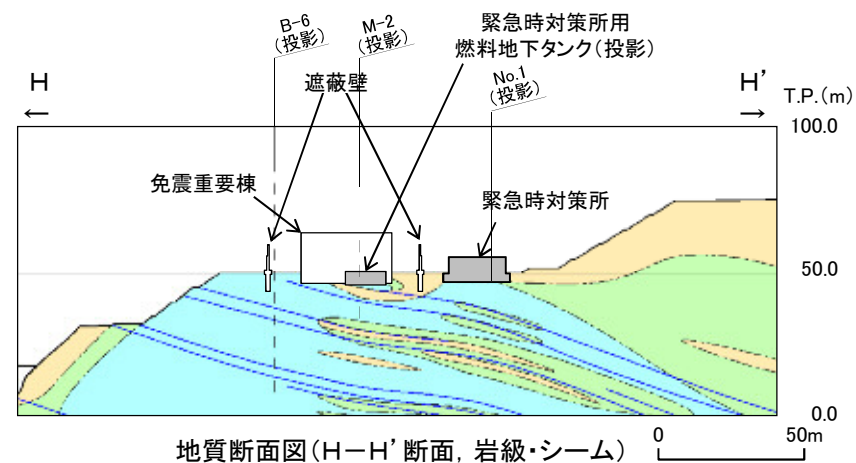 B-6
(投影)
M-2
(投影)
緊急時対策所用
燃料地下タンク(投影)
No.1
(投影)
H
←
遮蔽壁
H'
→
T.P.(m)
100.0
免震重要棟
緊急時対策所
50.0
0.0
地質断面図(H-H'断面,岩級・シーム)
0
50m